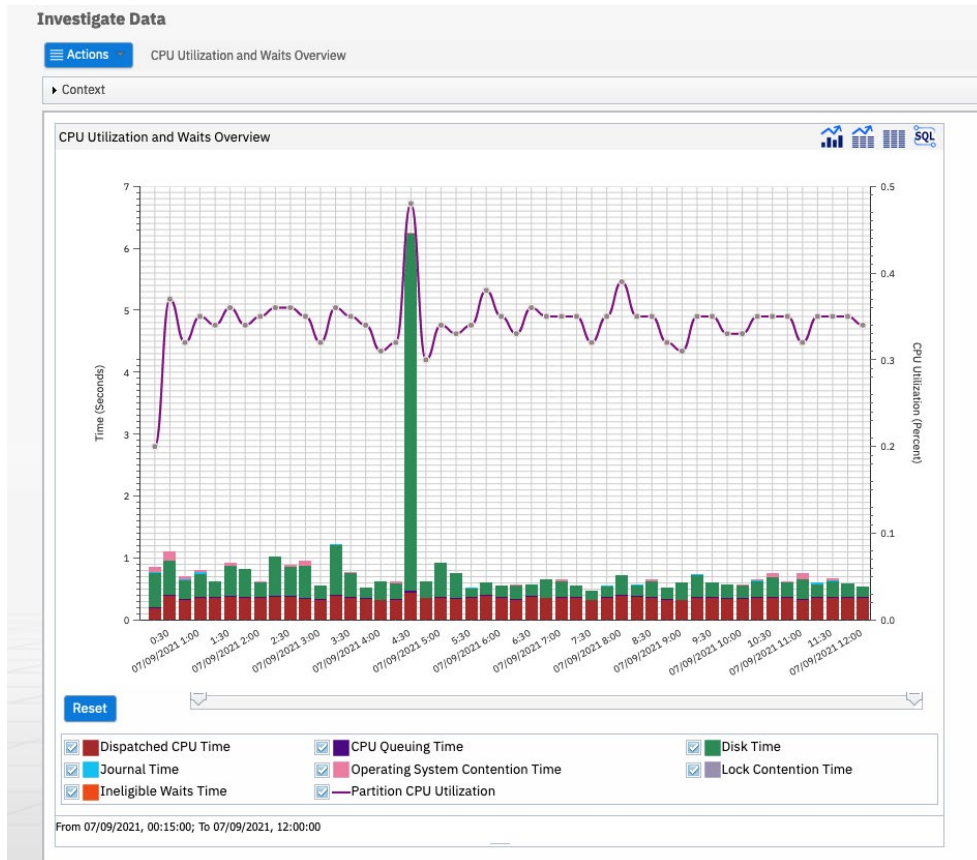 Investigate Data
Actions
CPU Utilization and Waits Overview
Context
CPU Utilization and Waits Overview
SQL
7
6
5
4
3
2
1
0
Time (Seconds)
0.5
0.4
0.3
0.2
0.1
0.0
CPU Utilization (Percent)
0:30
07/09/2021 1:00
1:30
07/09/2021 2:00
2:30
07/09/2021 3:00
3:30
07/09/2021 4:00
4:30
07/09/2021 5:00
5:30
07/09/2021 6:00
6:30
07/09/2021 7:00
7:30
07/09/2021 8:00
8:30
07/09/2021 9:00
9:30
07/09/2021 10:00
10:30
07/09/2021 11:00
11:30
07/09/2021 12:00
Reset
Dispatched CPU Time
CPU Queuing Time
Disk Time
Journal Time
Operating System Contention Time
Lock Contention Time
Ineligible Waits Time
Partition CPU Utilization
From 07/09/2021, 00:15:00; To 07/09/2021, 12:00:00